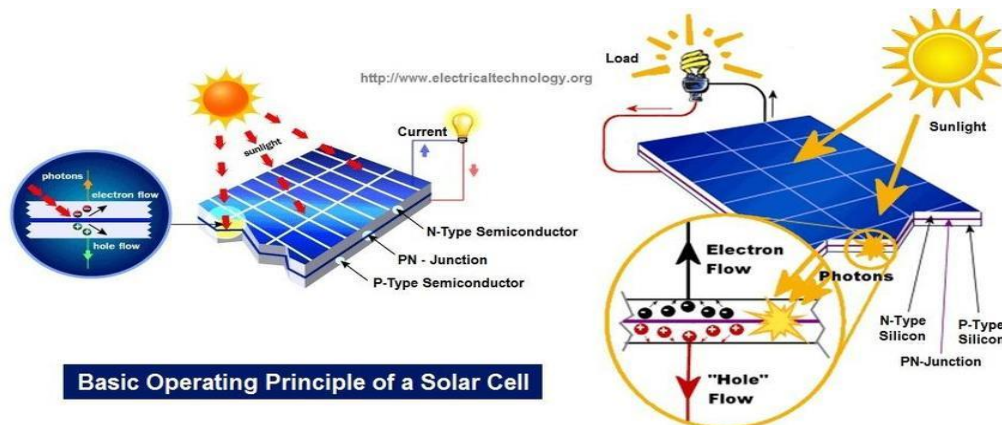 http://www.electricaltechnology.org
Current
sunlight
photons
electron flow
hole flow
N-Type Semiconductor
PN - Junction
P-Type Semiconductor
Basic Operating Principle of a Solar Cell
Load
Sunlight
Electron
Flow
Photons
"Hole"
Flow
N-Type
Silicon
P-Type
Silicon
PN-Junction